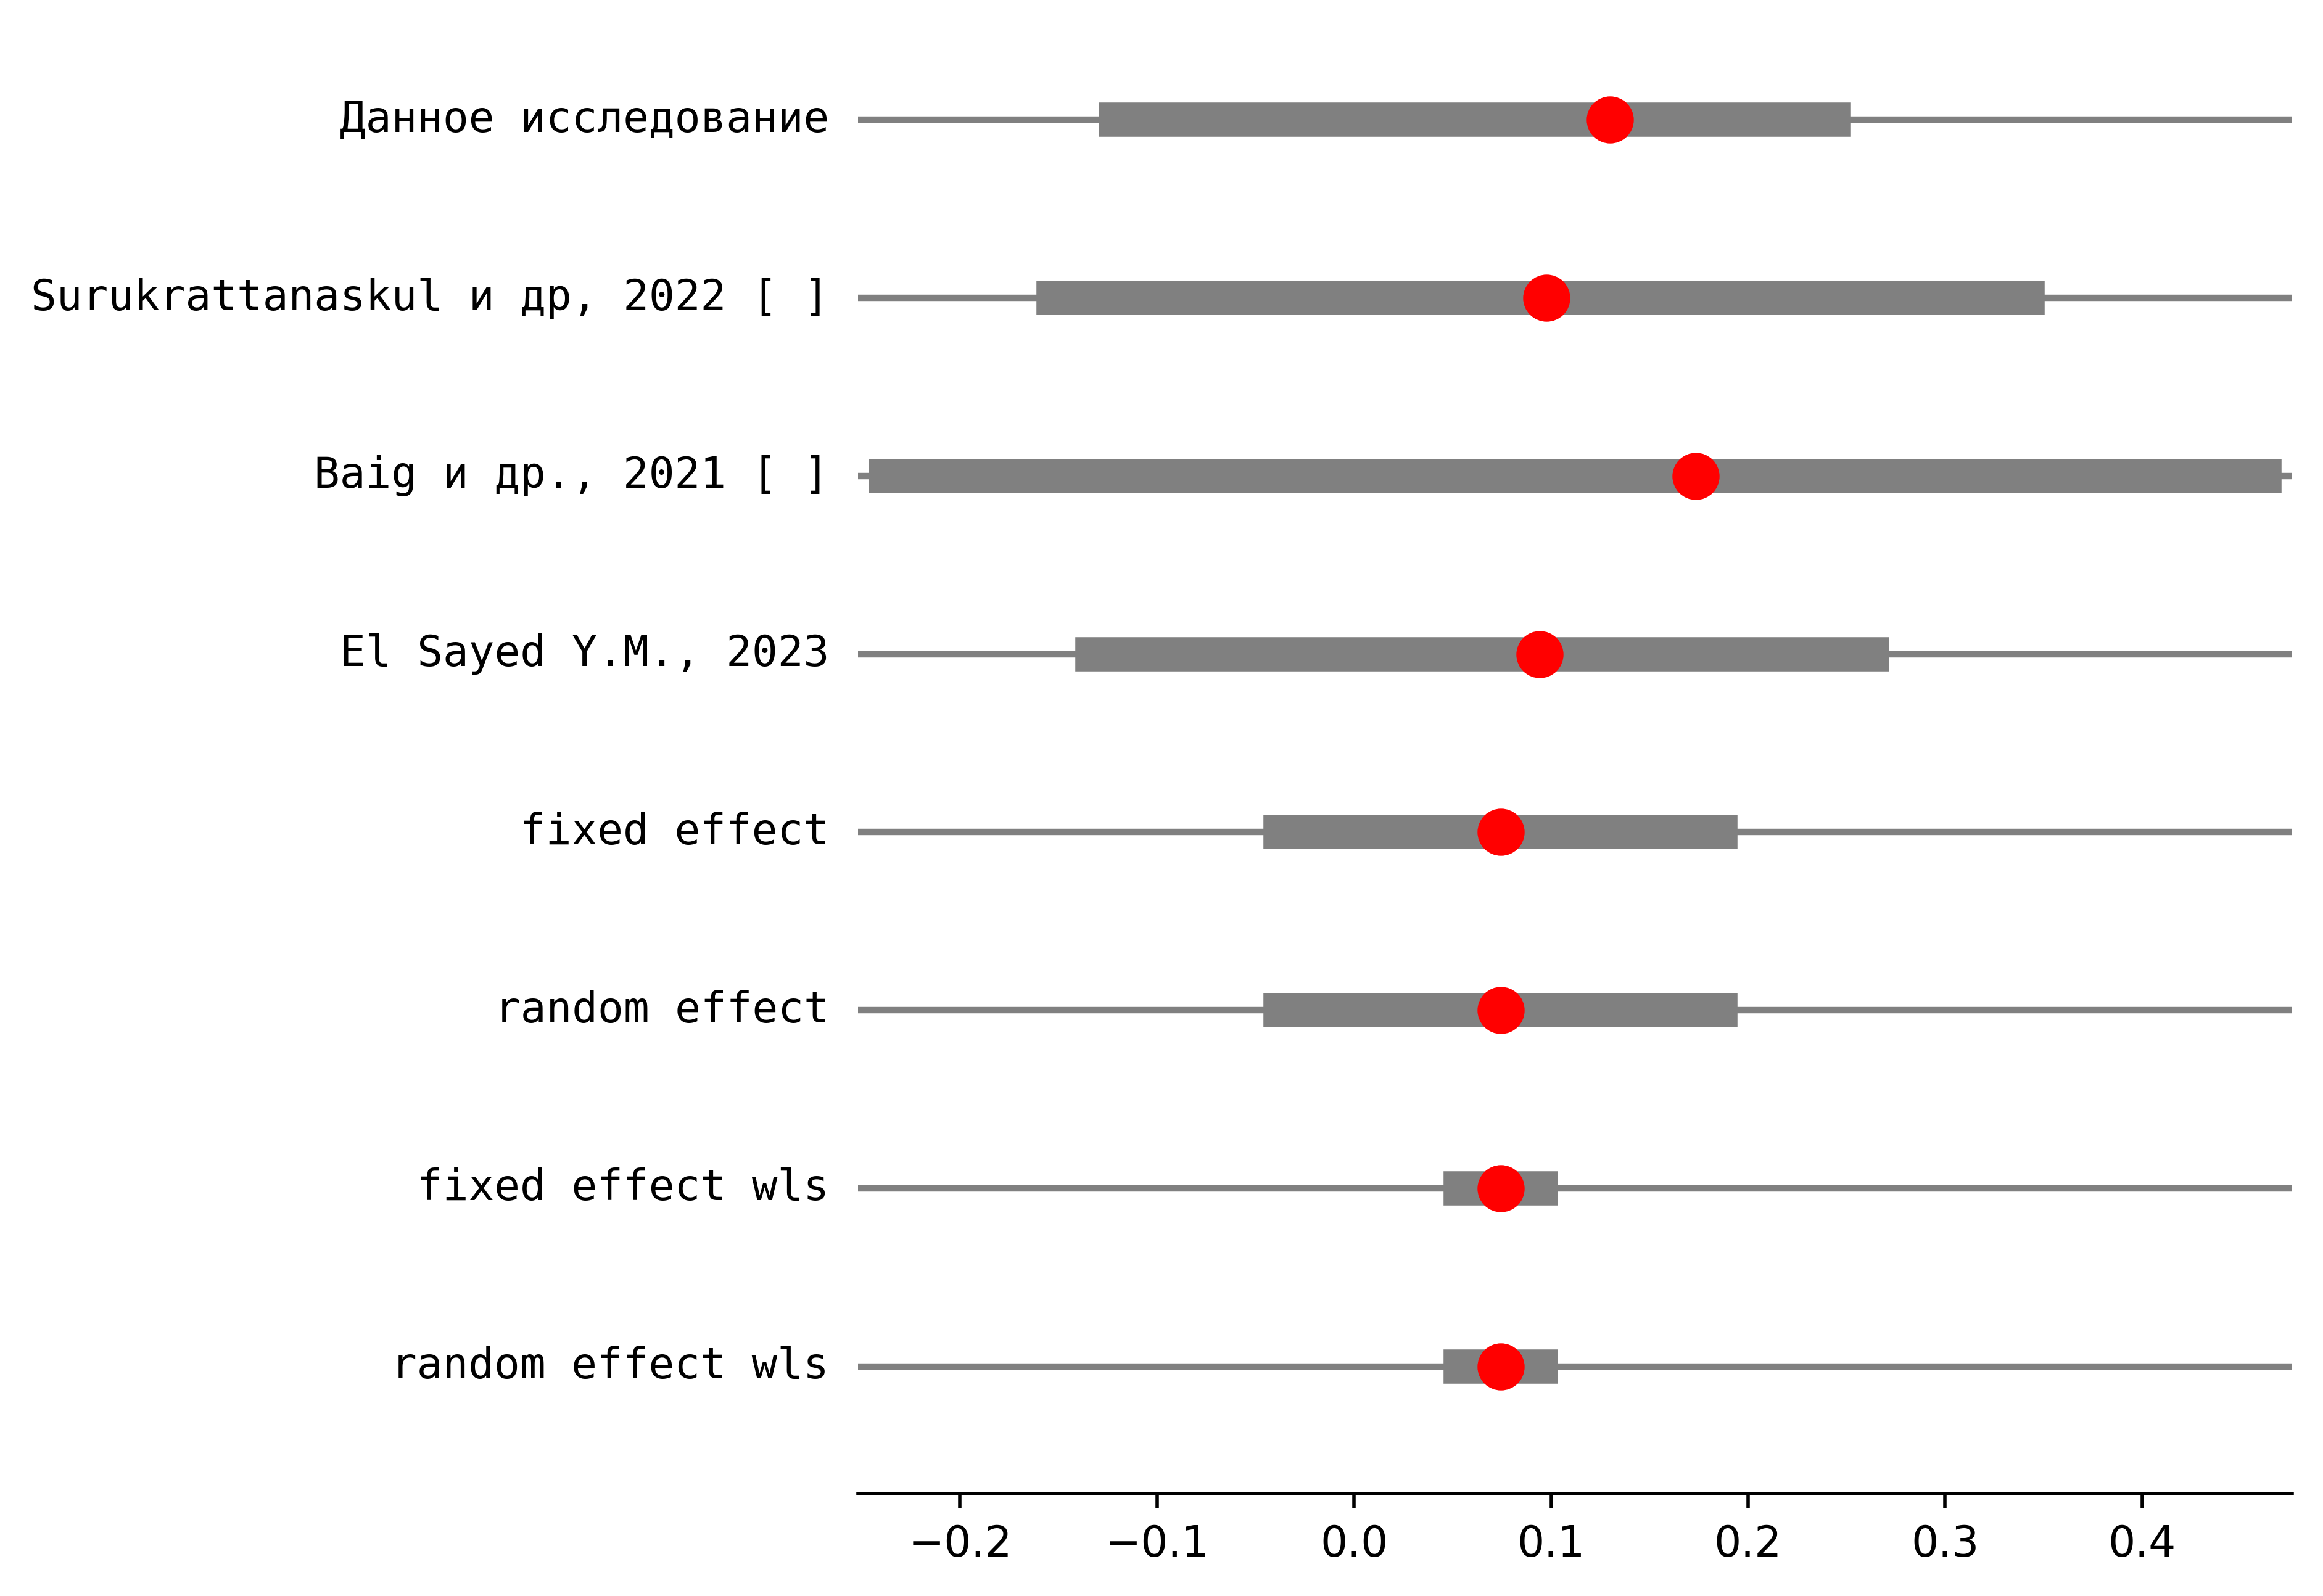 Данное исследование
Surukrattanaskul и др, 2022 [ ]
Baig и др., 2021 [ ]
El Sayed Y.M., 2023
fixed effect
random effect
fixed effect wls
random effect wls
−0.2 −0.1 0.0 0.1 0.2 0.3 0.4